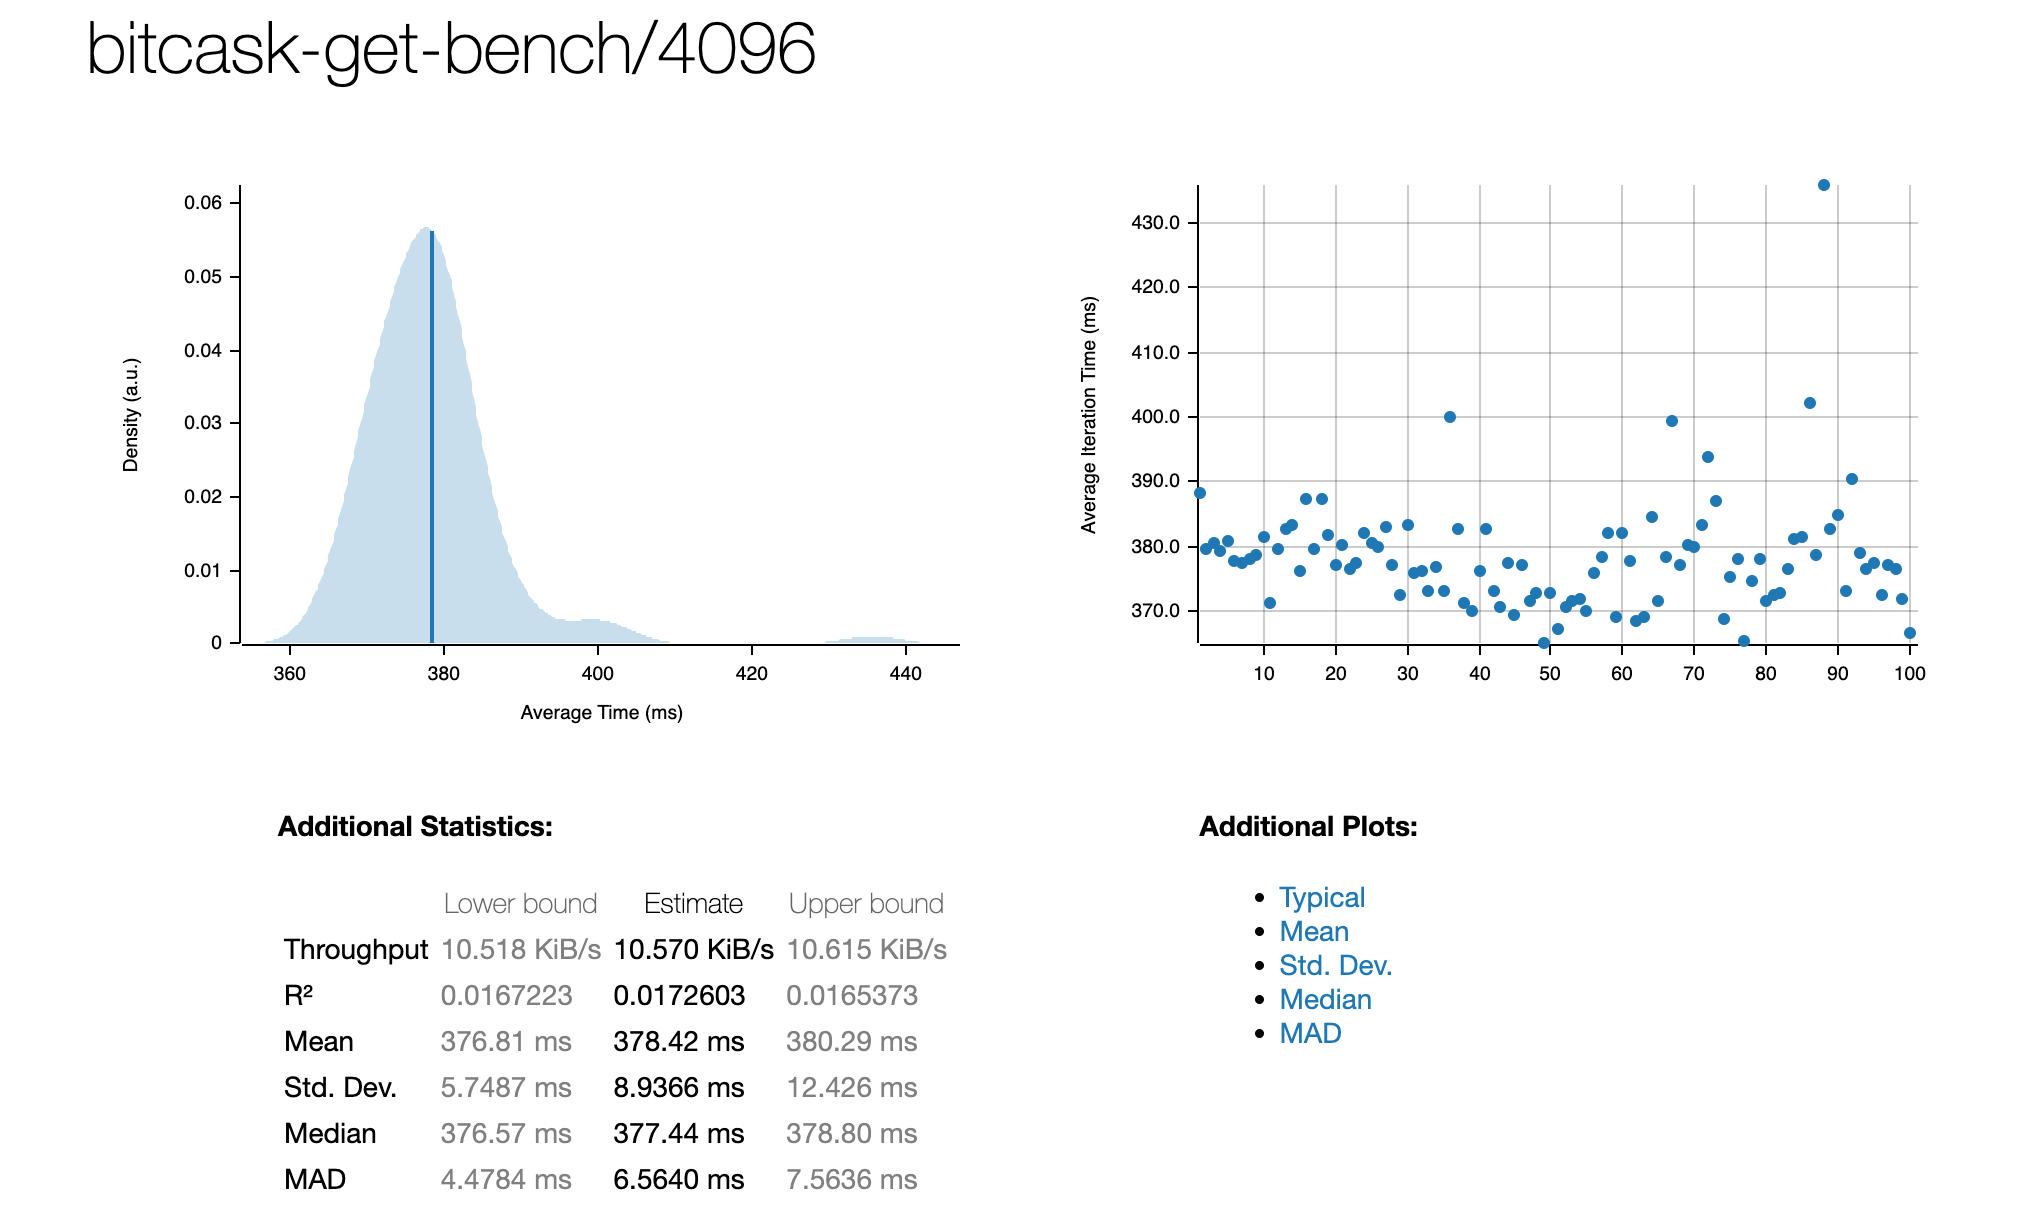 bitcask-get-bench/4096
0.06
0.05
0.04
0.03
0.02
0.01
0
Density (a.u.)
360 380 400 420 440
Average Time (ms)
430.0
420.0
410.0
400.0
390.0
380.0
370.0
Average Iteration Time (ms)
10 20 30 40 50 60 70 80 90 100
Additional Statistics:
Lower bound Estimate Upper bound
Throughput 10.518 KiB/s 10.570 KiB/s 10.615 KiB/s
R² 0.0167223 0.0172603 0.0165373
Mean 376.81 ms 378.42 ms 380.29 ms
Std. Dev. 5.7487 ms 8.9366 ms 12.426 ms
Median 376.57 ms 377.44 ms 378.80 ms
MAD 4.4784 ms 6.5640 ms 7.5636 ms
Additional Plots:
• Typical
• Mean
• Std. Dev.
• Median
• MAD